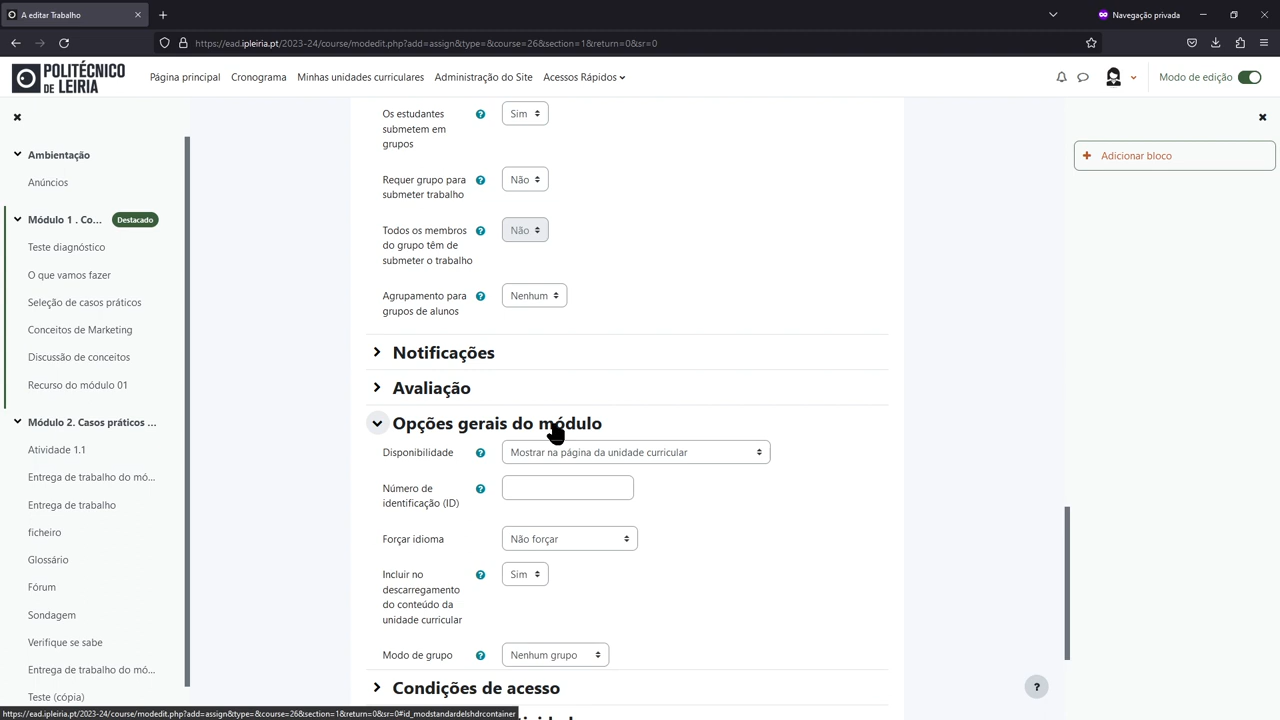 A editar Trabalho
Navegação privada
https://ead.ipleiria.pt/2023-24/course/modedit.php?add=assign&type=&course=26&section=1&return=0&sr=0
POLITÉCNICO
DE LEIRIA
Página principal
Cronograma
Minhas unidades curriculares
Administração do Site
Acessos Rápidos
Modo de edição
Ambientação
Anúncios
Módulo 1 . Co...
Destacado
Teste diagnóstico
O que vamos fazer
Seleção de casos práticos
Conceitos de Marketing
Discussão de conceitos
Recurso do módulo 01
Módulo 2. Casos práticos ...
Atividade 1.1
Entrega de trabalho do mó...
Entrega de trabalho
ficheiro
Glossário
Fórum
Sondagem
Verifique se sabe
Entrega de trabalho do mó...
Teste (cópia)
Os estudantes
submetem em
grupos
Sim
Requer grupo para
submeter trabalho
Não
Todos os membros
do grupo têm de
submeter o trabalho
Não
Agrupamento para
grupos de alunos
Nenhum
Notificações
Avaliação
Opções gerais do módulo
Disponibilidade
Mostrar na página da unidade curricular
Número de
identificação (ID)
Forçar idioma
Não forçar
Incluir no
descarregamento
do conteúdo da
unidade curricular
Sim
Modo de grupo
Nenhum grupo
Condições de acesso
+ Adicionar bloco
?
https://ead.ipleiria.pt/2023-24/course/modedit.php?add=assign&type=&course=26&section=1&return=0&sr=0#id_modstandardelshdrcontainer